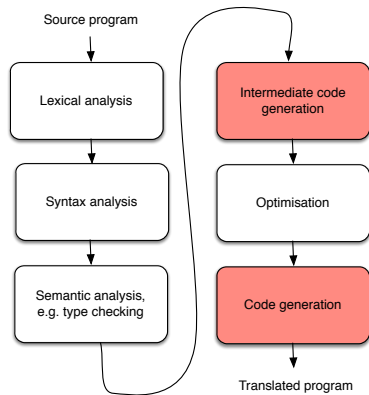 Source program
Lexical analysis
Syntax analysis
Semantic analysis,
e.g. type checking
Intermediate code
generation
Optimisation
Code generation
Translated program